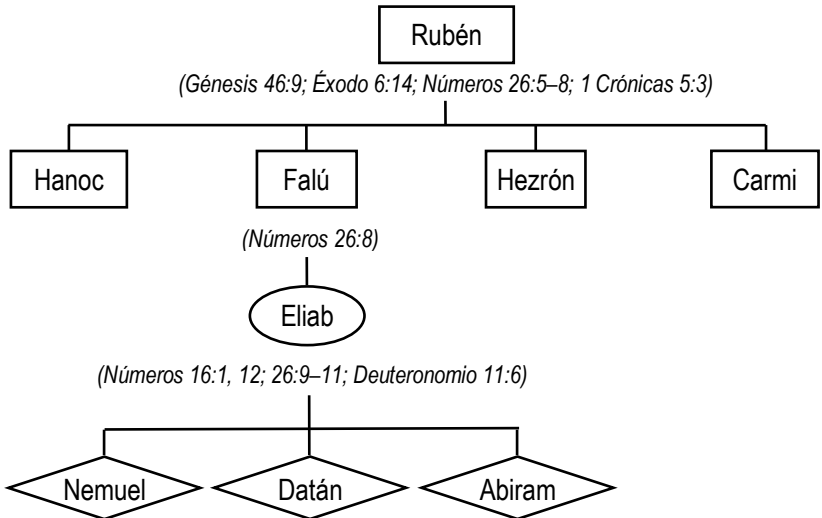 Rubén
(Génesis 46:9; Éxodo 6:14; Números 26:5–8; 1 Crónicas 5:3)
Hanoc Falú Hezrón Carmi
(Números 26:8)
Eliab
(Números 16:1, 12; 26:9–11; Deuteronomio 11:6)
Nemuel Datán Abiram